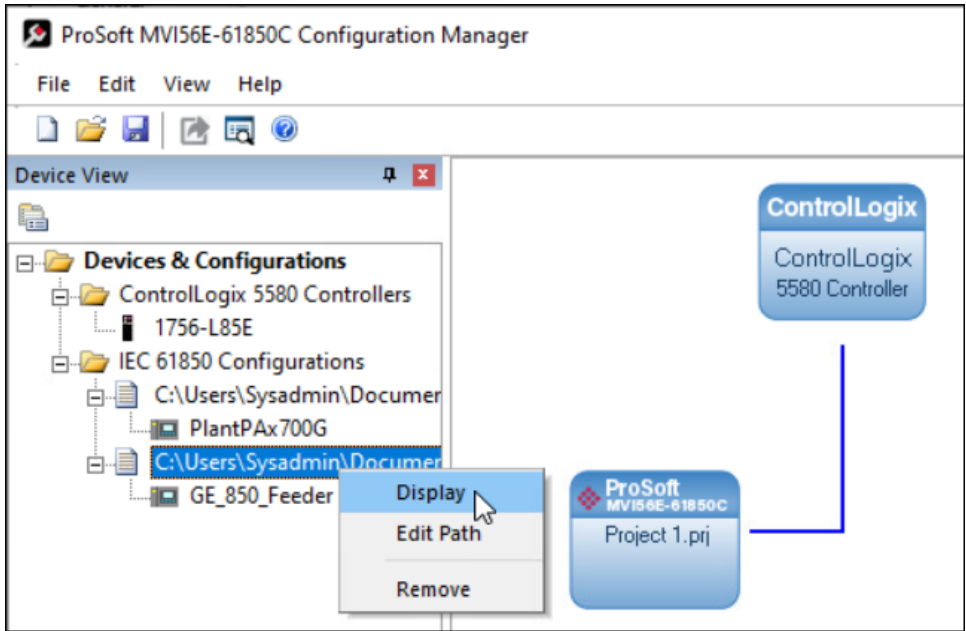 ProSoft MVI56E-61850C Configuration Manager
File Edit View Help
Device View
Devices & Configurations
ControlLogix 5580 Controllers
1756-L85E
IEC 61850 Configurations
C:\Users\Sysadmin\Documer
PlantPAx700G
C:\Users\Sysadmin\Documer
GE_850_Feeder
Display
Edit Path
Remove
ControlLogix
ControlLogix
5580 Controller
ProSoft
MVI56E-61850C
Project 1.prj